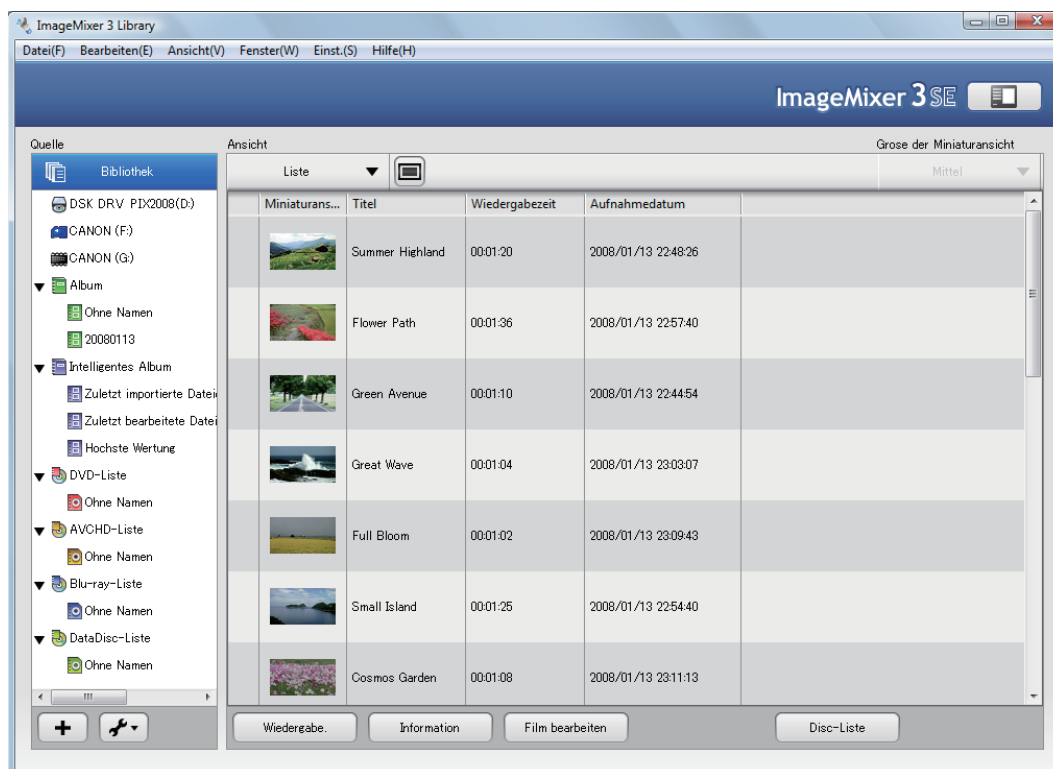 ImageMixer 3 Library
Datei(F) Bearbeiten(E) Ansicht(V) Fenster(W) Einst.(S) Hilfe(H)
ImageMixer 3 SE
Quelle
Ansicht
Grose der Miniaturansicht
Bibliothek
Liste
Mittel
DSK DRV PIX2008(D:)
CANON (F:)
CANON (G:)
Album
Ohne Namen
20080113
Intelligentes Album
Zuletzt importierte Datei
Zuletzt bearbeitete Datei
Hochste Wertung
DVD-Liste
Ohne Namen
AVCHD-Liste
Ohne Namen
Blu-ray-Liste
Ohne Namen
DataDisc-Liste
Ohne Namen
Miniaturans... Titel Wiedergabezeit Aufnahmedatum
Summer Highland 00:01:20 2008/01/13 22:48:26
Flower Path 00:01:36 2008/01/13 22:57:40
Green Avenue 00:01:10 2008/01/13 22:44:54
Great Wave 00:01:04 2008/01/13 23:03:07
Full Bloom 00:01:02 2008/01/13 23:09:43
Small Island 00:01:25 2008/01/13 22:54:40
Cosmos Garden 00:01:08 2008/01/13 23:11:13
Wiedergabe. Information Film bearbeiten Disc-Liste